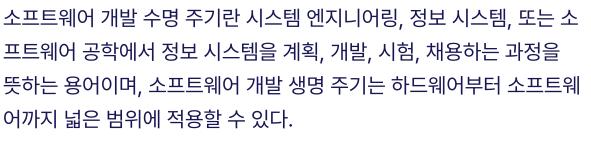 소프트웨어 개발 수명 주기란 시스템 엔지니어링, 정보 시스템, 또는 소
프트웨어 공학에서 정보 시스템을 계획, 개발, 시험, 채용하는 과정을
뜻하는 용어이며, 소프트웨어 개발 생명 주기는 하드웨어부터 소프트웨
어까지 넓은 범위에 적용할 수 있다.